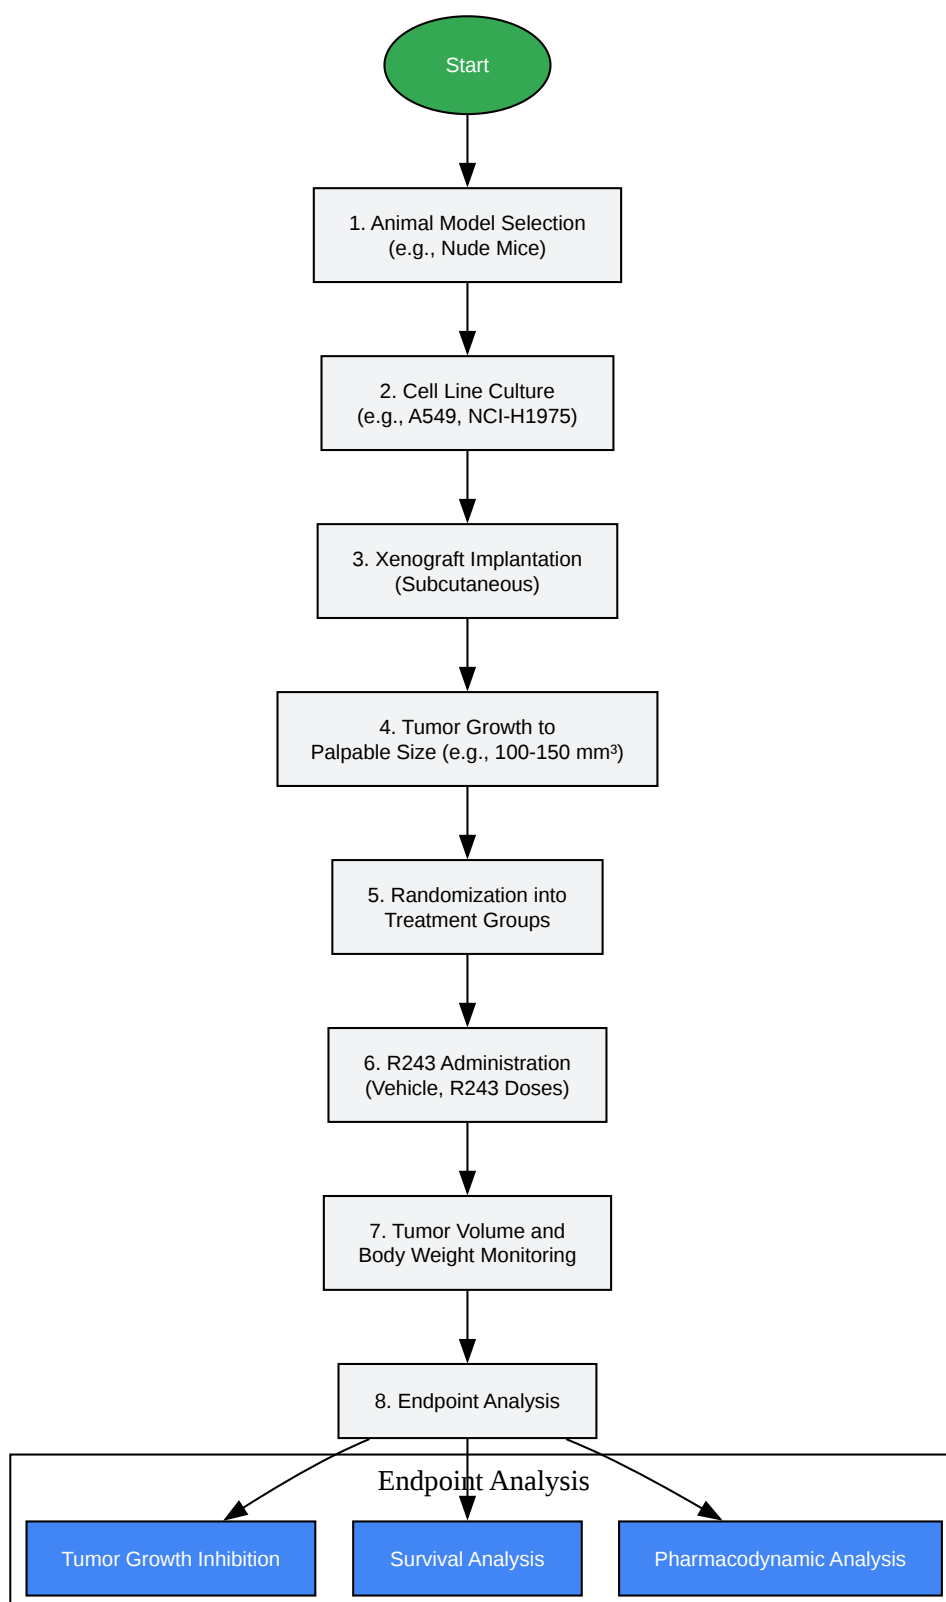 Start
1. Animal Model Selection
(e.g., Nude Mice)
2. Cell Line Culture
(e.g., A549, NCI-H1975)
3. Xenograft Implantation
(Subcutaneous)
4. Tumor Growth to
Palpable Size (e.g., 100-150 mm³)
5. Randomization into
Treatment Groups
6. R243 Administration
(Vehicle, R243 Doses)
7. Tumor Volume and
Body Weight Monitoring
8. Endpoint Analysis
Endpoint Analysis
Tumor Growth Inhibition
Survival Analysis
Pharmacodynamic Analysis